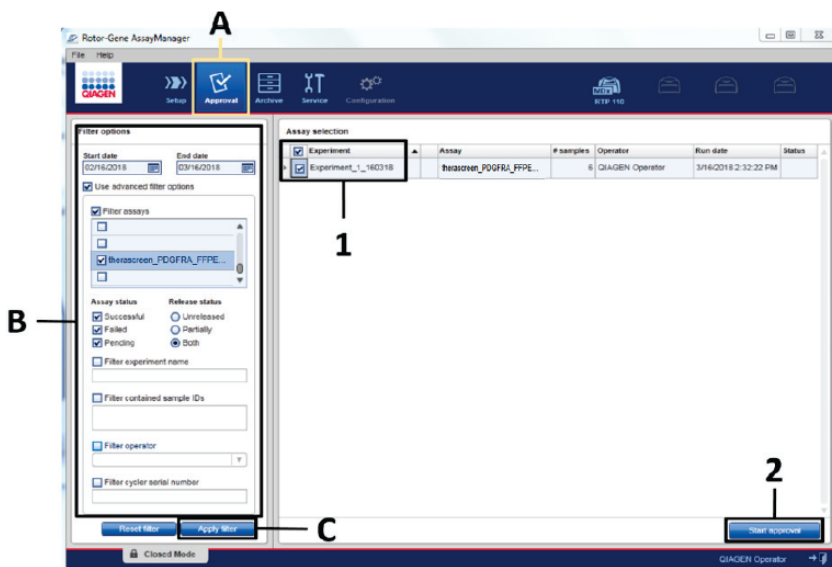 A
Rotor-Gene AssayManager
File Help
QIAGEN
Setup Approval Archive Service Configuration
MDx
RTP 110
Filter options
Start date End date
02/16/2018 03/16/2018
Use advanced filter options
Filter assays
therascreen_PDGFRA_FFPE...
Assay status Release status
Successful Unreleased
Failed Partially
Pending Both
Filter experiment name
Filter contained sample IDs
Filter operator
Filter cycler serial number
Reset filter Apply filter
Closed Mode
B
C
Assay selection
Experiment Assay # samples Operator Run date Status
Experiment_1_160318 therascreen_PDGFRA_FFPE... 6 QIAGEN Operator 3/16/2018 2:32:22 PM
1
2
Start approval
QIAGEN Operator